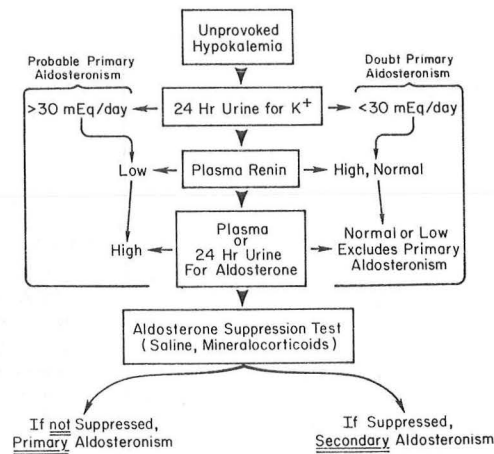 Unprovoked
Hypokalemia
Probable Primary
Aldosteronism
Doubt Primary
Aldosteronism
>30 mEq/day
24 Hr Urine for K+
<30 mEq/day
Low
Plasma Renin
High, Normal
High
Plasma
or
24 Hr Urine
For Aldosterone
Normal or Low
Excludes Primary
Aldosteronism
Aldosterone Suppression Test
(Saline, Mineralocorticoids)
If not Suppressed,
Primary Aldosteronism
If Suppressed,
Secondary Aldosteronism